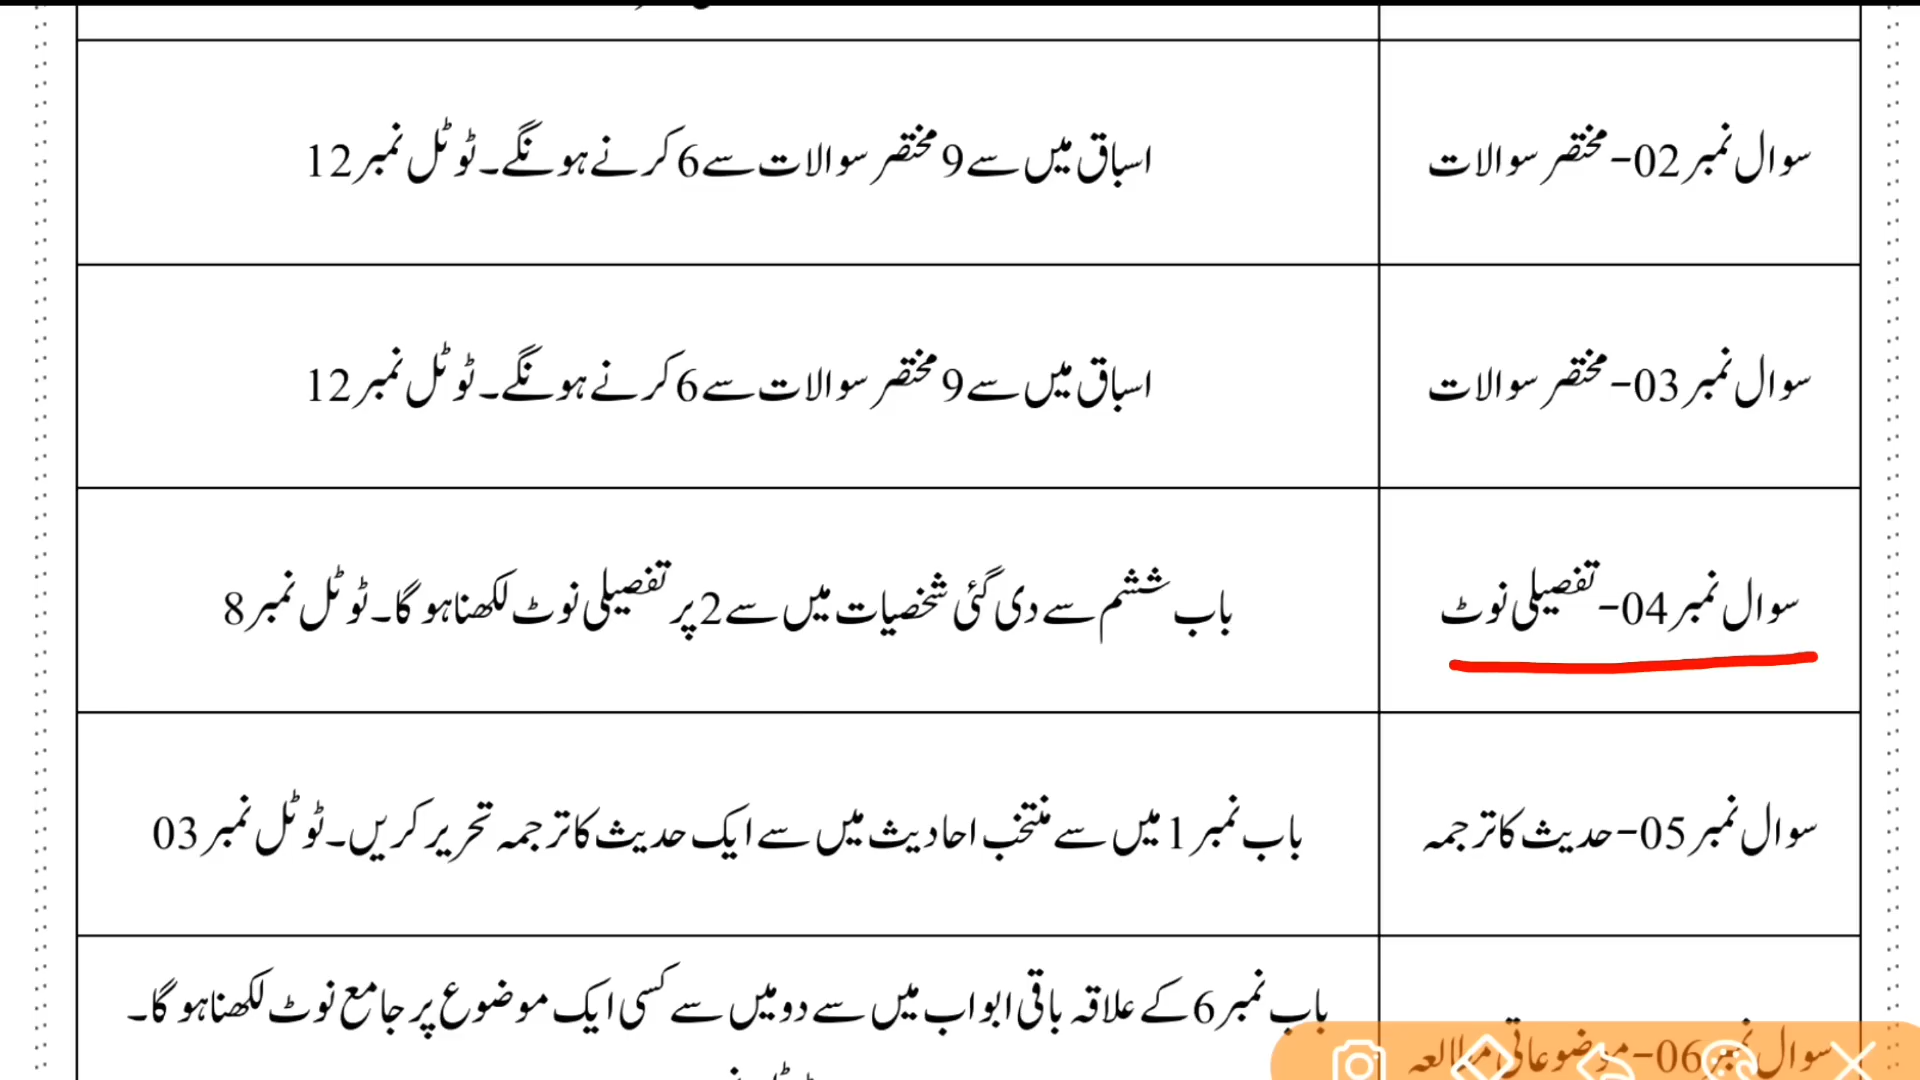 سوال نمبر 02- مختصر سوالات
اسباق میں سے 9 مختصر سوالات سے 6 کرنے ہونگے۔ ٹوٹل نمبر 12
سوال نمبر 03- مختصر سوالات
اسباق میں سے 9 مختصر سوالات سے 6 کرنے ہونگے۔ ٹوٹل نمبر 12
سوال نمبر 04- تفصیلی نوٹ
باب ششم سے دی گئی شخصیات میں سے 2 پر تفصیلی نوٹ لکھنا ہو گا۔ ٹوٹل نمبر 8
سوال نمبر 05- حدیث کا ترجمہ
باب نمبر 1 میں سے منتخب احادیث میں سے ایک حدیث کا ترجمہ تحریر کریں۔ ٹوٹل نمبر 03
سوال نمبر 06- موضوعاتی مطالعہ
باب نمبر 6 کے علاقہ باقی ابواب میں سے دو میں سے کسی ایک موضوع پر جامع نوٹ لکھنا ہو گا۔